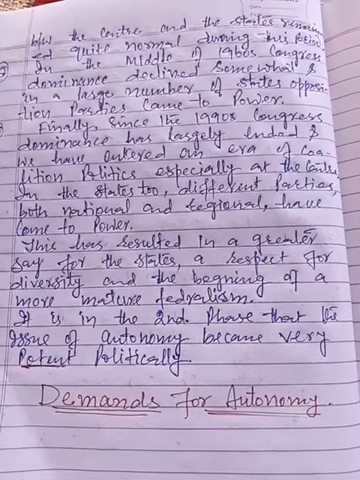 b/w the centre and the states remain
ed quite normal during this period
In the Middle of 1960s Congress
dominance declined somewhat &
in a large number of states opposi
tion Parties Came to Power.
Finally, Since the 1990s Congress
dominance has largely ended &
we have entered an era of Coa-
lition Politics especially at the Centre
In the states too, different Parties,
both national and regional, have
Come to Power.
This has resulted in a greater
say for the states, a respect for
diversity and the begning of a
more mature fedralism.
It is in the 2nd Phase that the
Issue of autonomy became very
Potent Politically.
Demands for Autonomy.